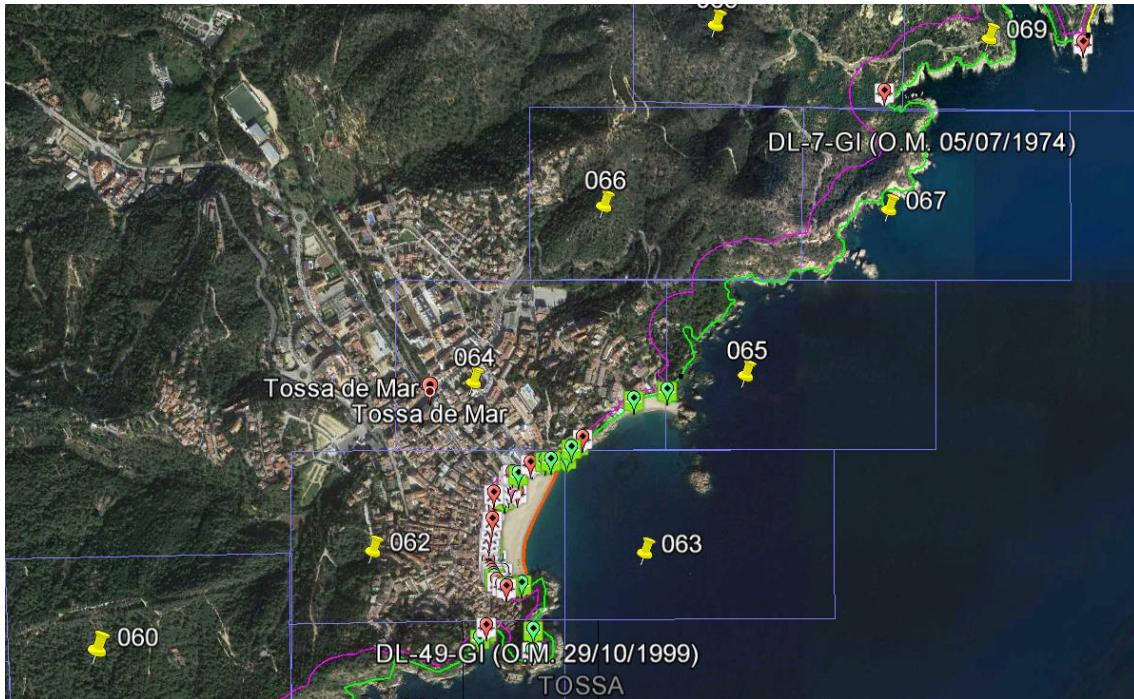 069
DL-7-GI (O.M. 05/07/1974)
066
067
065
064
Tossa de Mar
Tossa de Mar
062
063
060
DL-49-GI (O.M. 29/10/1999)
TOSSA